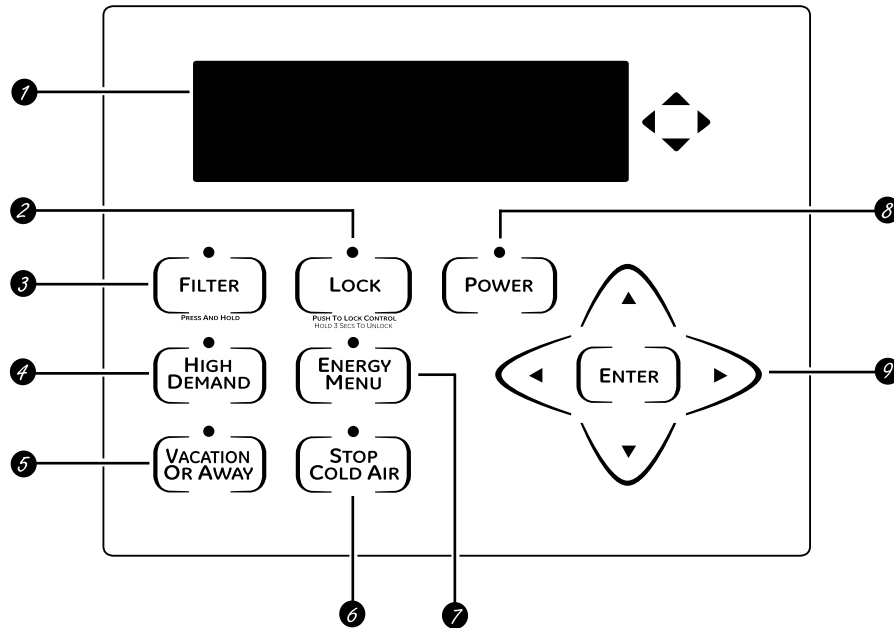 1
2
8
FILTER
LOCK
POWER
3
PRESS AND HOLD
PUSH TO LOCK CONTROL
HOLD 3 SECS TO UNLOCK
4
HIGH
DEMAND
ENERGY
MENU
ENTER
9
5
VACATION
OR AWAY
STOP
COLD AIR
6
7